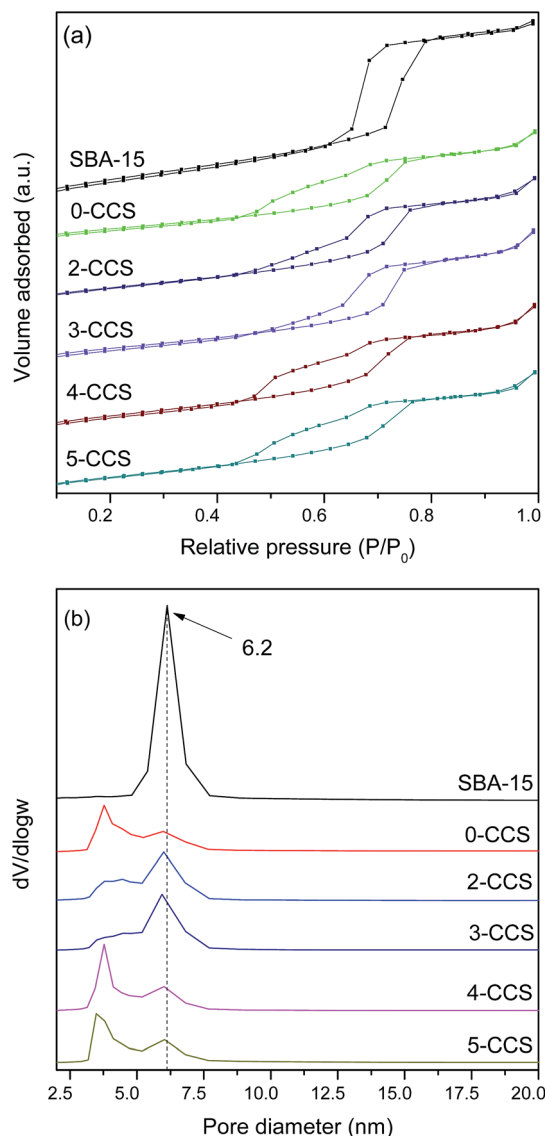 (a)
Volume adsorbed (a.u.)
SBA-15
0-CCS
2-CCS
3-CCS
4-CCS
5-CCS
0.2 0.4 0.6 0.8 1.0
Relative pressure (P/P0)
(b)
6.2
dV/dlogw
SBA-15
0-CCS
2-CCS
3-CCS
4-CCS
5-CCS
2.5 5.0 7.5 10.0 12.5 15.0 17.5 20.0
Pore diameter (nm)